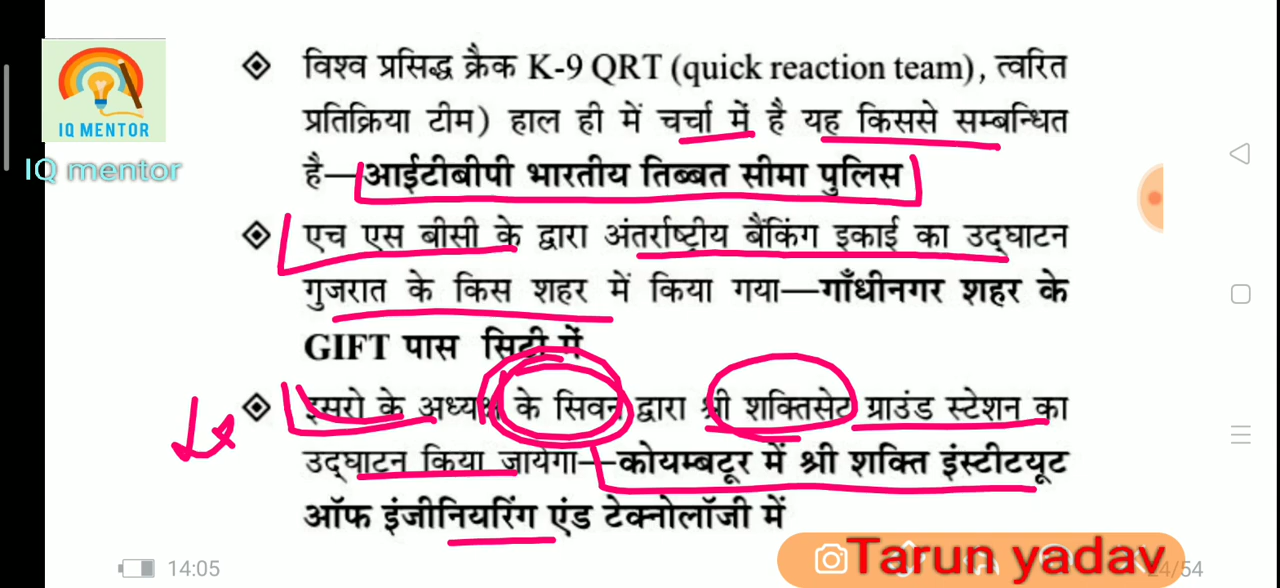 IQ MENTOR
IQ mentor
विश्व प्रसिद्ध क्रैक K-9 QRT (quick reaction team), त्वरित
प्रतिक्रिया टीम) हाल ही में चर्चा में है यह किससे सम्बन्धित
है—आईटीबीपी भारतीय तिब्बत सीमा पुलिस
एच एस बीसी के द्वारा अंतर्राष्ट्रीय बैंकिंग इकाई का उद्घाटन
गुजरात के किस शहर में किया गया—गाँधीनगर शहर के
GIFT पास सिटी में
इसरो के अध्यक्ष के सिवन द्वारा श्री शक्तिसेट ग्राउंड स्टेशन का
उद्घाटन किया जायेगा—कोयम्बटूर में श्री शक्ति इंस्टीटयूट
ऑफ इंजीनियरिंग एंड टेक्नोलॉजी में
14:05
Tarun yadav
/54